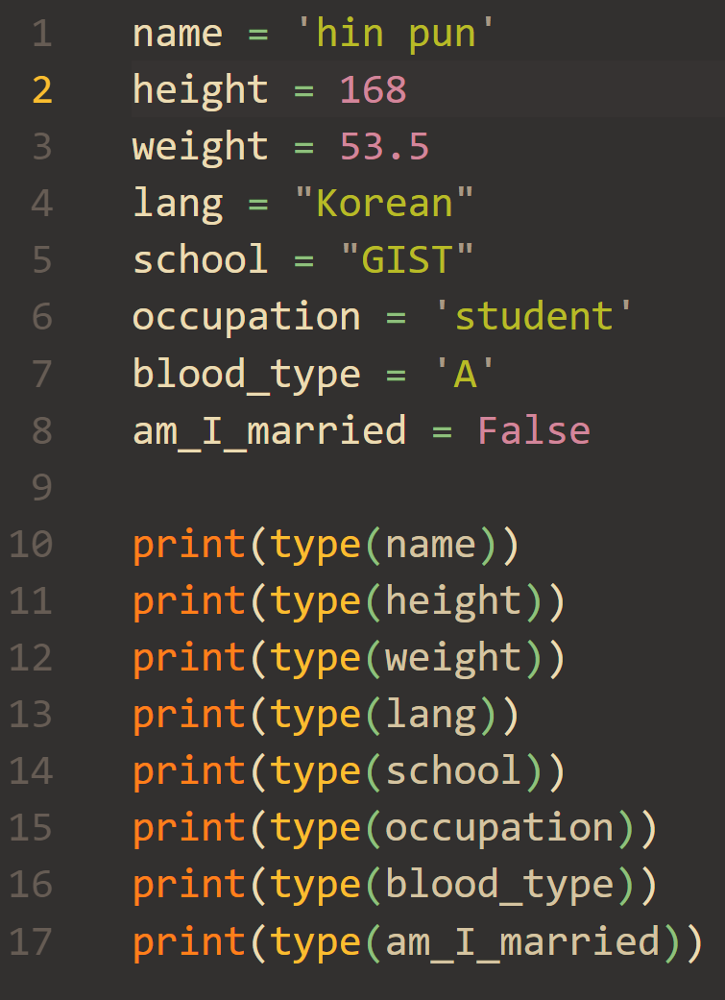 1 name = 'hin pun'
2 height = 168
3 weight = 53.5
4 lang = "Korean"
5 school = "GIST"
6 occupation = 'student'
7 blood_type = 'A'
8 am_I_married = False
9
10 print(type(name))
11 print(type(height))
12 print(type(weight))
13 print(type(lang))
14 print(type(school))
15 print(type(occupation))
16 print(type(blood_type))
17 print(type(am_I_married))